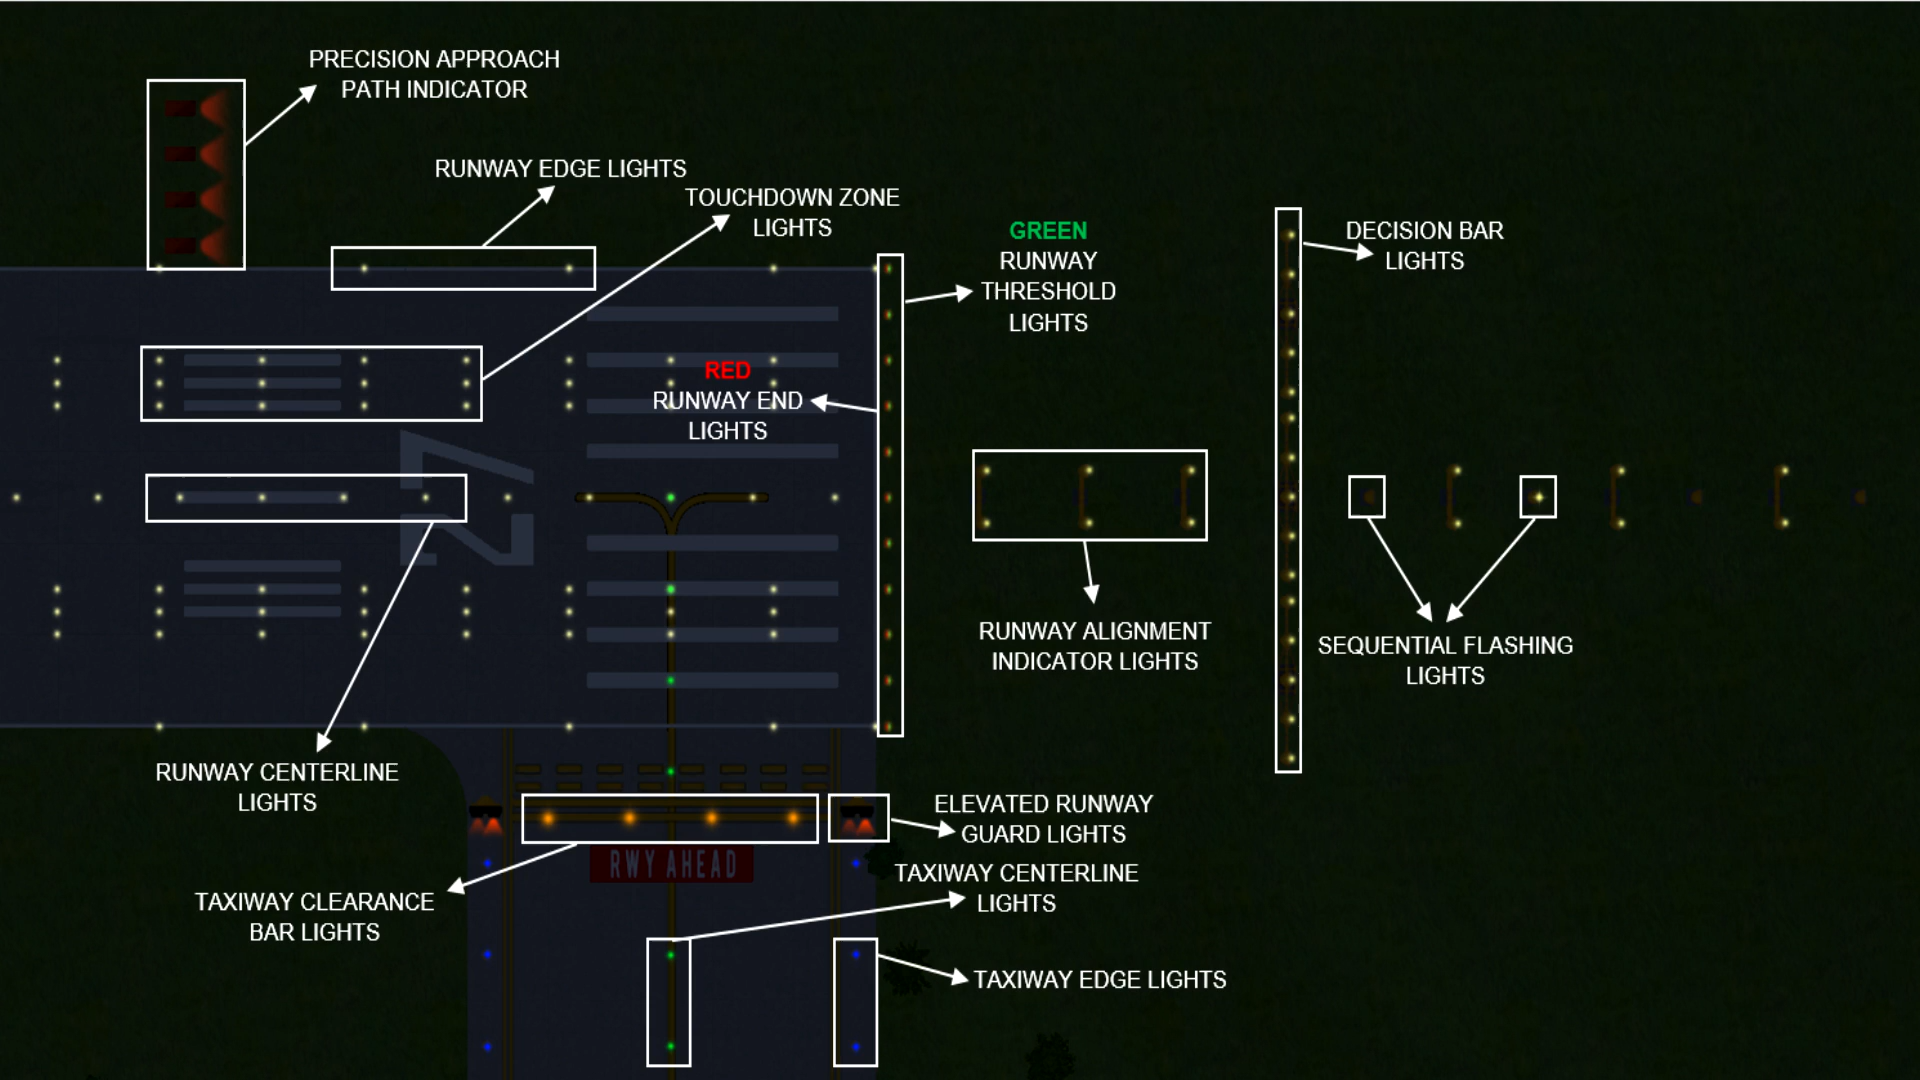 PRECISION APPROACH
PATH INDICATOR
RUNWAY EDGE LIGHTS
TOUCHDOWN ZONE
LIGHTS
GREEN
RUNWAY
THRESHOLD
LIGHTS
DECISION BAR
LIGHTS
RED
RUNWAY END
LIGHTS
27
RUNWAY ALIGNMENT
INDICATOR LIGHTS
SEQUENTIAL FLASHING
LIGHTS
RUNWAY CENTERLINE
LIGHTS
ELEVATED RUNWAY
GUARD LIGHTS
RWY AHEAD
TAXIWAY CENTERLINE
LIGHTS
TAXIWAY CLEARANCE
BAR LIGHTS
TAXIWAY EDGE LIGHTS